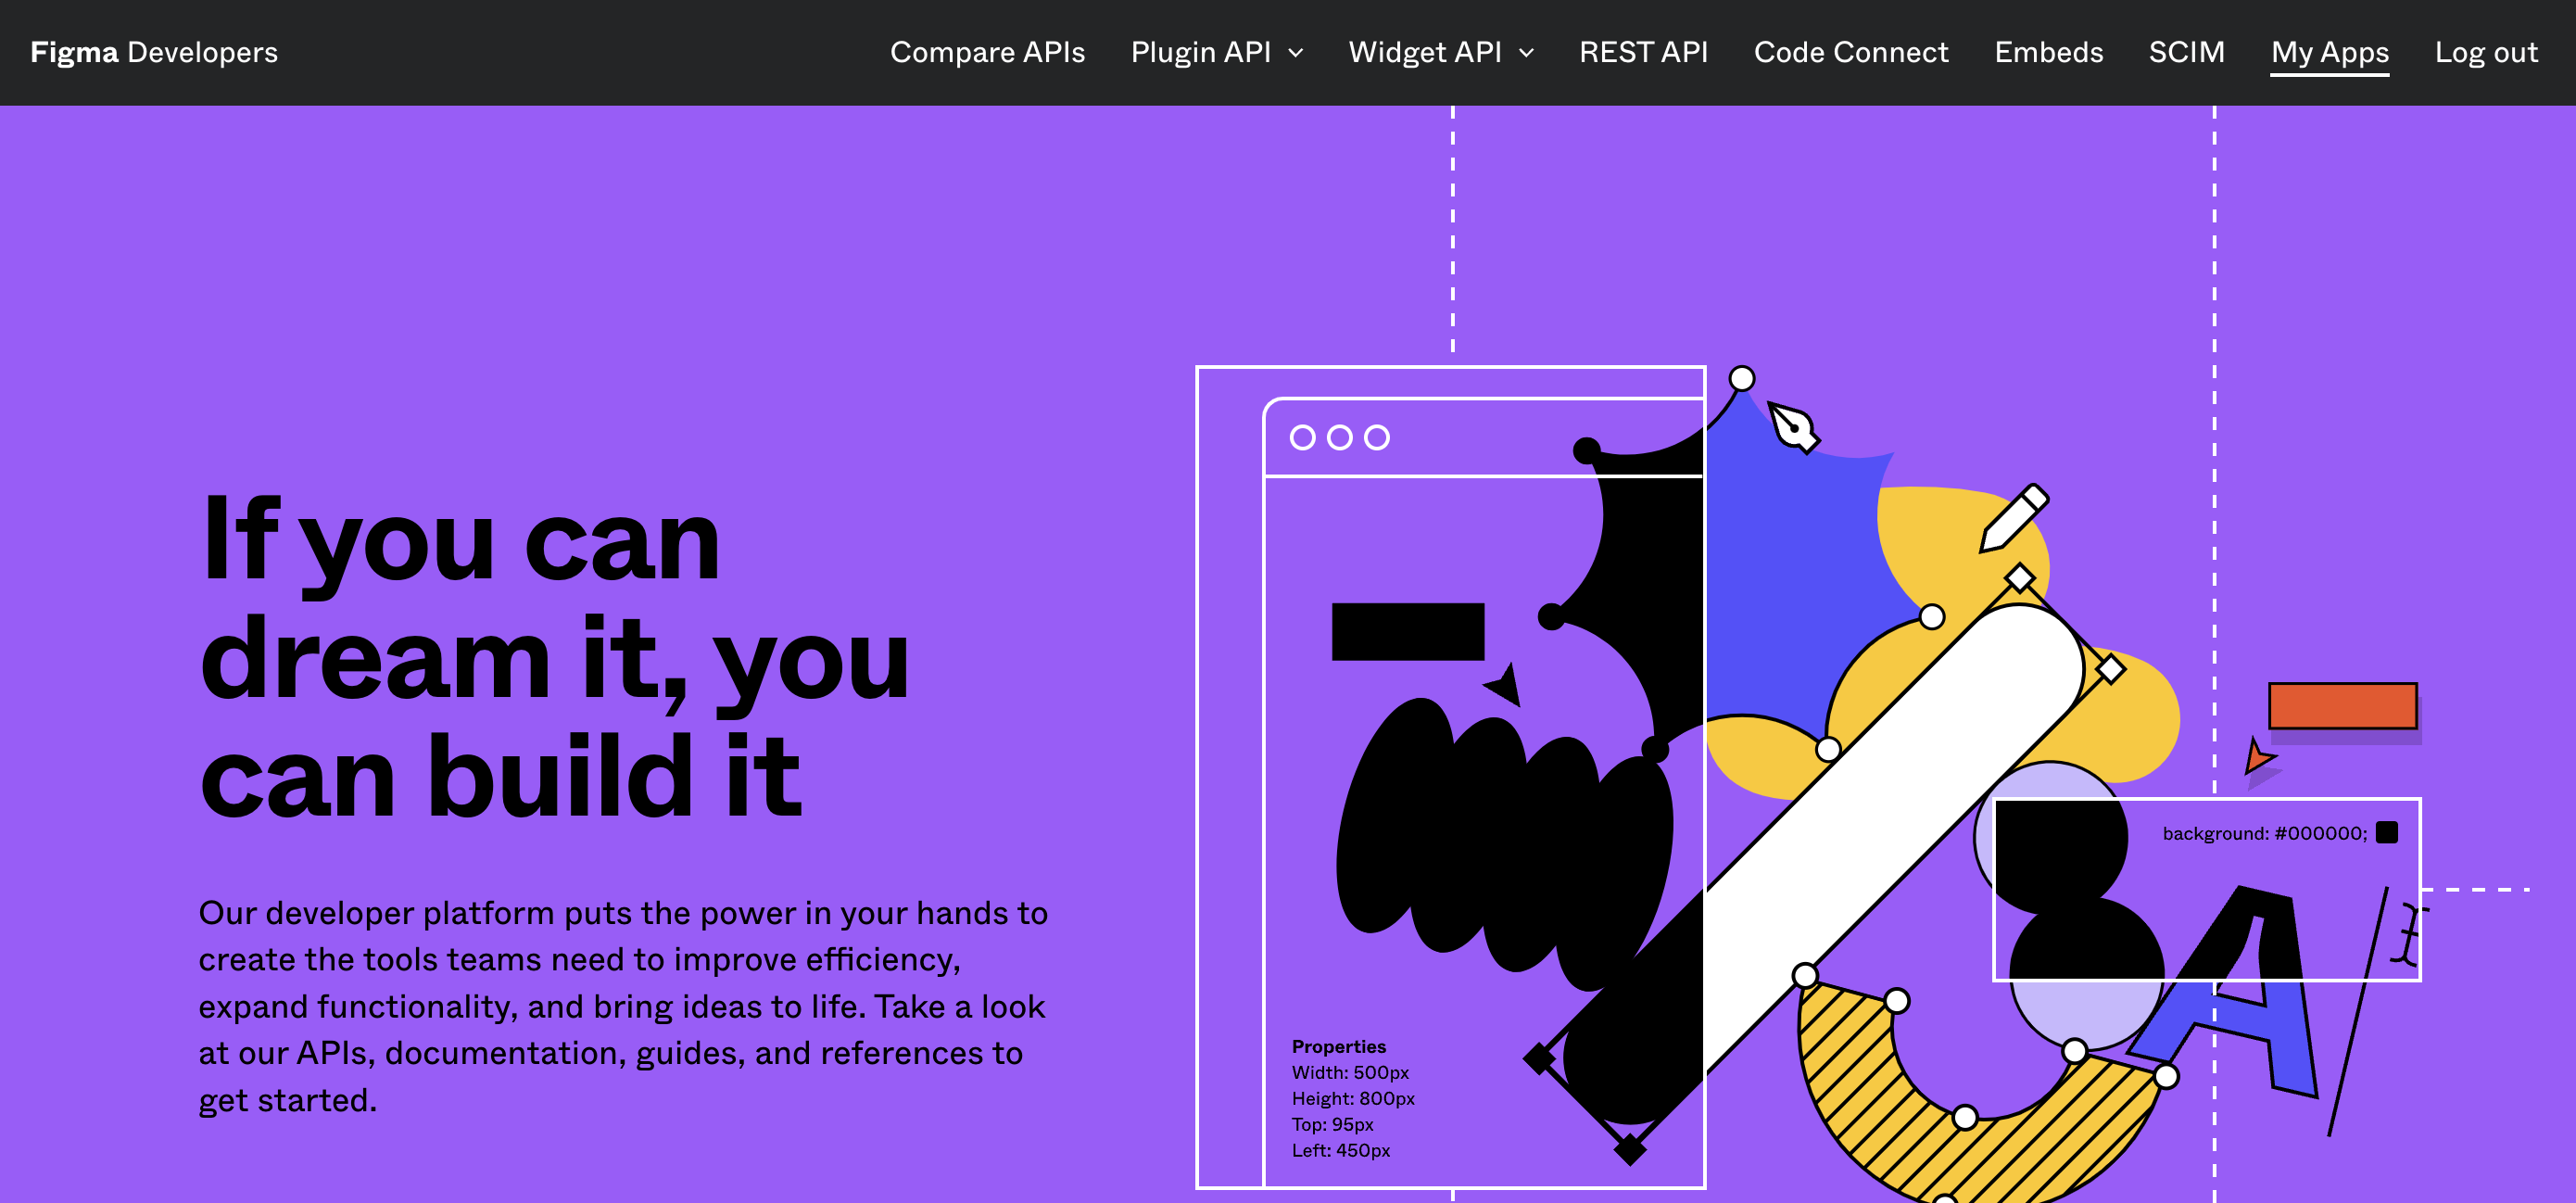 Figma Developers Compare APIs Plugin API Widget API REST API Code Connect Embeds SCIM My Apps Log out
If you can
dream it, you
can build it
Our developer platform puts the power in your hands to
create the tools teams need to improve efficiency,
expand functionality, and bring ideas to life. Take a look
at our APIs, documentation, guides, and references to
get started.
Properties
Width: 500px
Height: 800px
Top: 95px
Left: 450px
background: #000000;
A